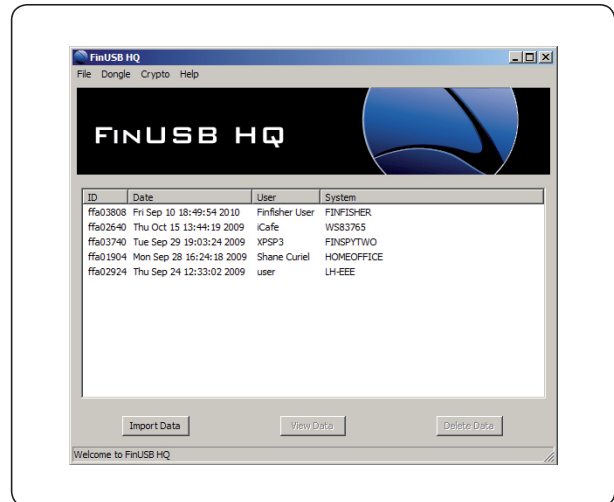 FinUSB HQ
File Dongle Crypto Help
FinUSB HQ
ID Date User System
ffa03808 Fri Sep 10 18:49:54 2010 Finfisher User FINFISHER
ffa02640 Thu Oct 15 13:44:19 2009 iCafe WS83765
ffa03740 Tue Sep 29 19:03:24 2009 XPSP3 FINSPYTWO
ffa01904 Mon Sep 28 16:24:18 2009 Shane Curiel HOMEOFFICE
ffa02924 Thu Sep 24 12:33:02 2009 user LH-EEE
Import Data View Data Delete Data
Welcome to FinUSB HQ